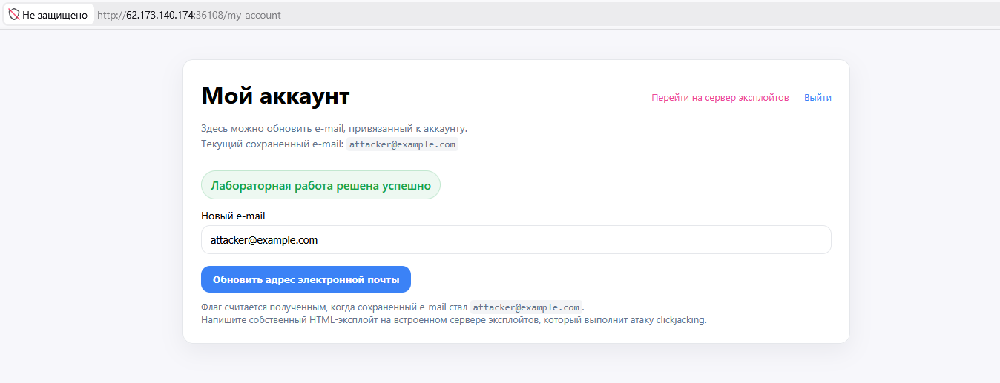 Не защищено http://62.173.140.174:36108/my-account
Мой аккаунт
Перейти на сервер эксплойтов Выйти
Здесь можно обновить e-mail, привязанный к аккаунту.
Текущий сохранённый e-mail: attacker@example.com
Лабораторная работа решена успешно
Новый e-mail
attacker@example.com
Обновить адрес электронной почты
Флаг считается полученным, когда сохранённый e-mail стал attacker@example.com.
Напишите собственный HTML-эксплойт на встроенном сервере эксплойтов, который выполнит атаку clickjacking.